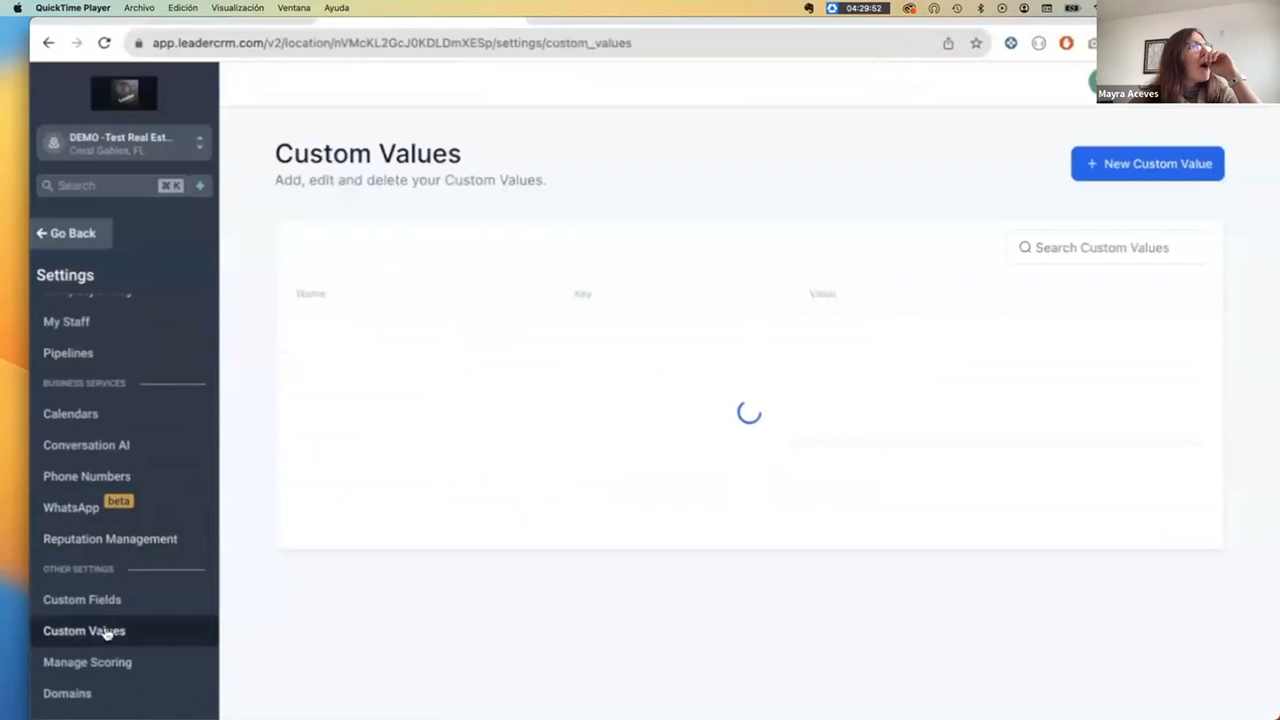 QuickTime Player Archivo Edición Visualización Ventana Ayuda
04:29:52
app.leadercrm.com/v2/location/nVMcKL2GcJ0KDLDmXESp/settings/custom_values
Mayra Aceves
DEMO -Test Real Est...
Coral Gables, FL
Search ⌘ K
Custom Values
Add, edit and delete your Custom Values.
+ New Custom Value
Go Back
Settings
Search Custom Values
Name Key Value
My Staff
Pipelines
BUSINESS SERVICES
Calendars
Conversation AI
Phone Numbers
WhatsApp beta
Reputation Management
OTHER SETTINGS
Custom Fields
Custom Values
Manage Scoring
Domains